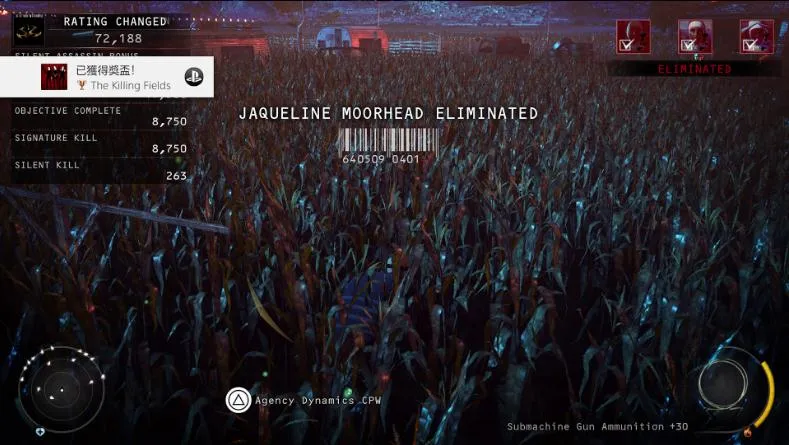 RATING CHANGED
72,188
SILENT ASSASSIN BONUS
已獲得獎盃!
The Killing Fields
OBJECTIVE COMPLETE
8,750
SIGNATURE KILL
8,750
SILENT KILL
263
JAQUELINE MOORHEAD ELIMINATED
640509 0401
ELIMINATED
Agency Dynamics CPW
Submachine Gun Ammunition +30